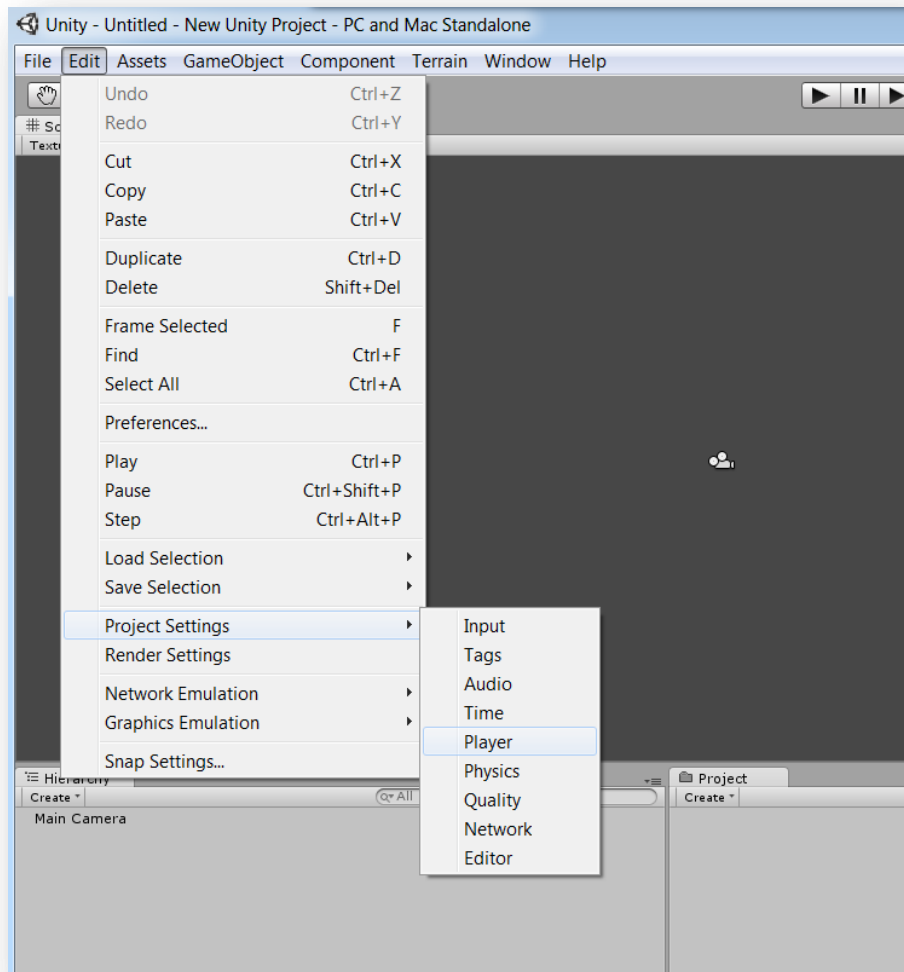 Unity - Untitled - New Unity Project - PC and Mac Standalone
File Edit Assets GameObject Component Terrain Window Help
Undo Ctrl+Z
Redo Ctrl+Y
Cut Ctrl+X
Copy Ctrl+C
Paste Ctrl+V
Duplicate Ctrl+D
Delete Shift+Del
Frame Selected F
Find Ctrl+F
Select All Ctrl+A
Preferences...
Play Ctrl+P
Pause Ctrl+Shift+P
Step Ctrl+Alt+P
Load Selection
Save Selection
Project Settings
Render Settings
Network Emulation
Graphics Emulation
Snap Settings...
Input
Tags
Audio
Time
Player
Physics
Quality
Network
Editor
Hierarchy
Create
All
Main Camera
Project
Create